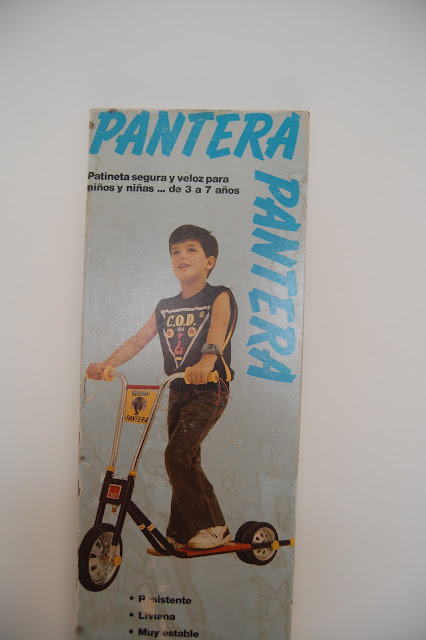 PANTERA
PANTERA
Patineta segura y veloz para
niños y niñas ... de 3 a 7 años
C.O.D.
PANTERA
• Resistente
• Liviana
• Muy estable